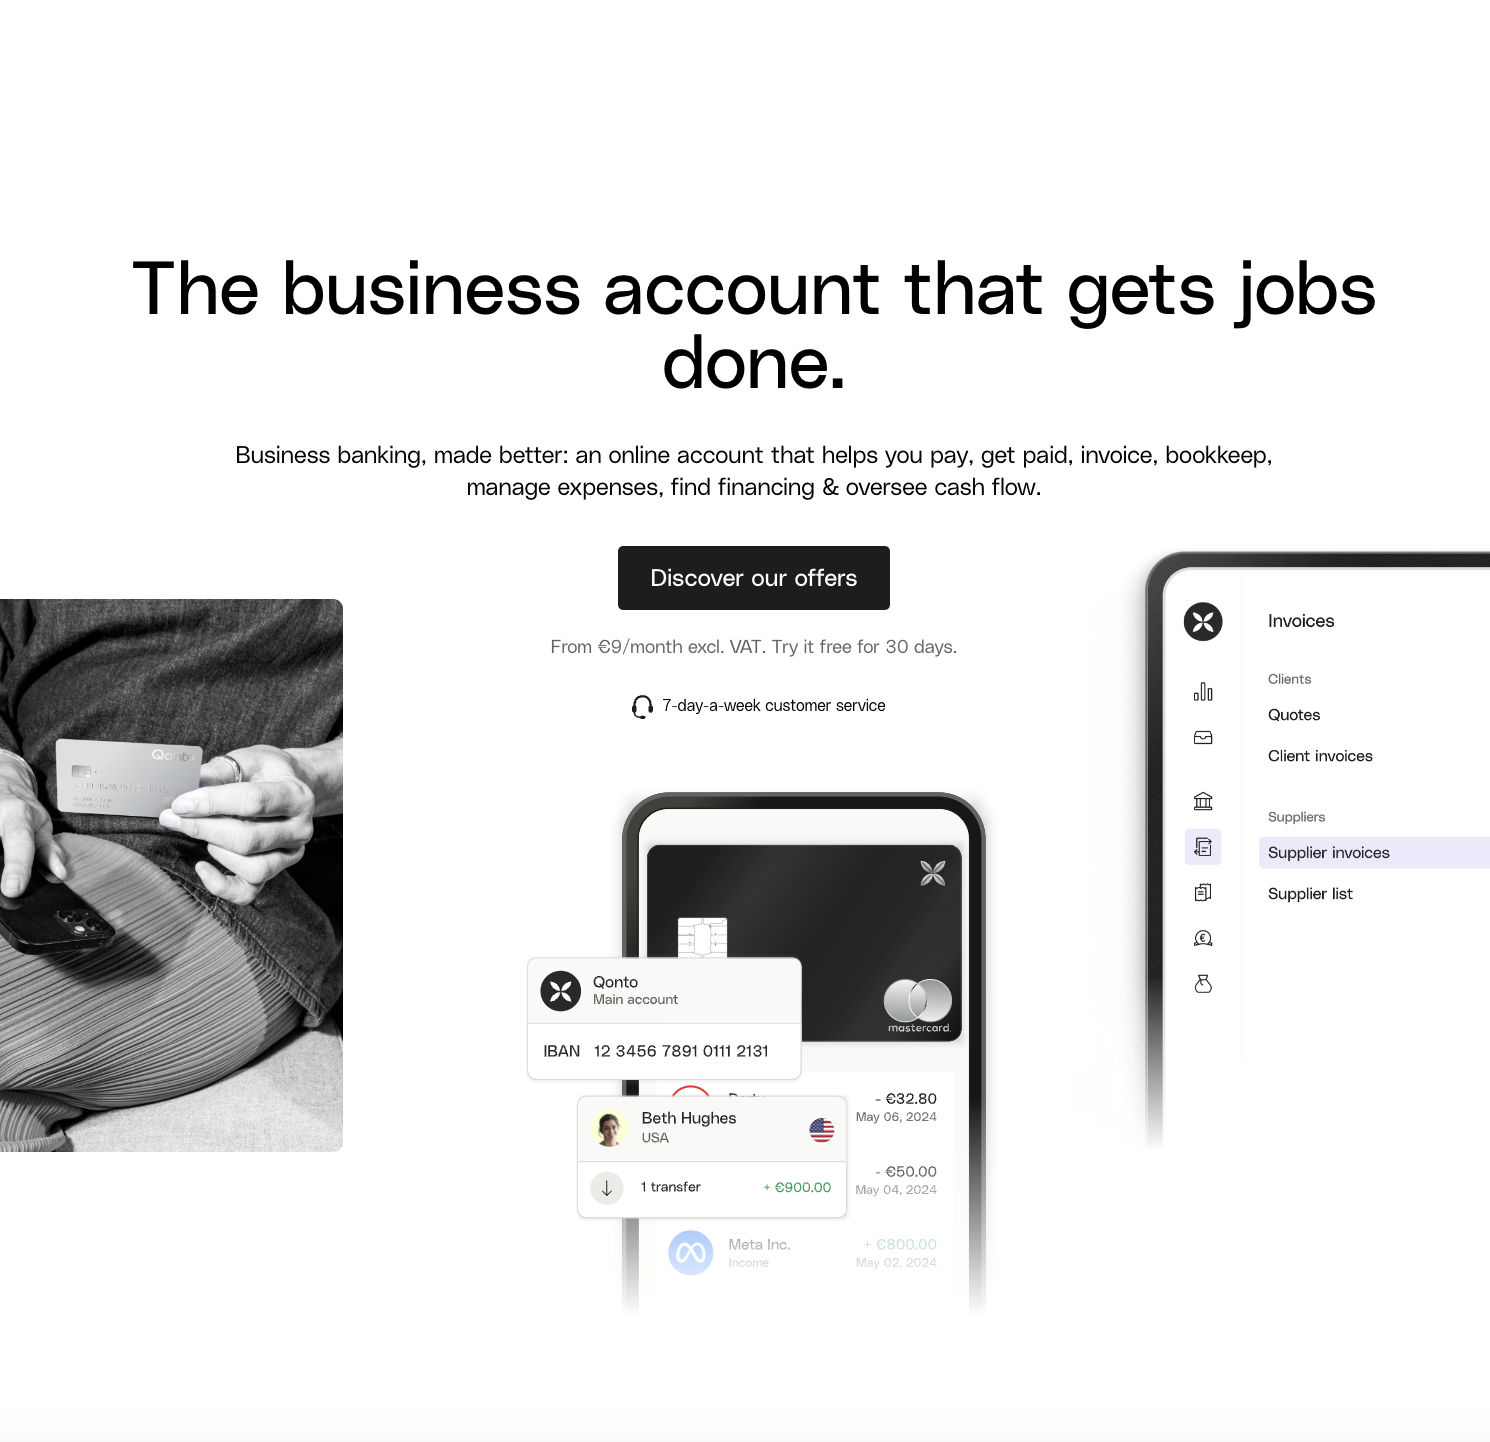 The business account that gets jobs
done.
Business banking, made better: an online account that helps you pay, get paid, invoice, bookkeep,
manage expenses, find financing & oversee cash flow.
Discover our offers
From €9/month excl. VAT. Try it free for 30 days.
7-day-a-week customer service
Qonto
mastercard.
Qonto
Main account
IBAN 12 3456 7891 0111 2131
- €32.80
May 06, 2024
Beth Hughes
USA
1 transfer + €900.00
- €50.00
May 04, 2024
Meta Inc. + €800.00
Income May 02, 2024
Invoices
Clients
Quotes
Client invoices
Suppliers
Supplier invoices
Supplier list